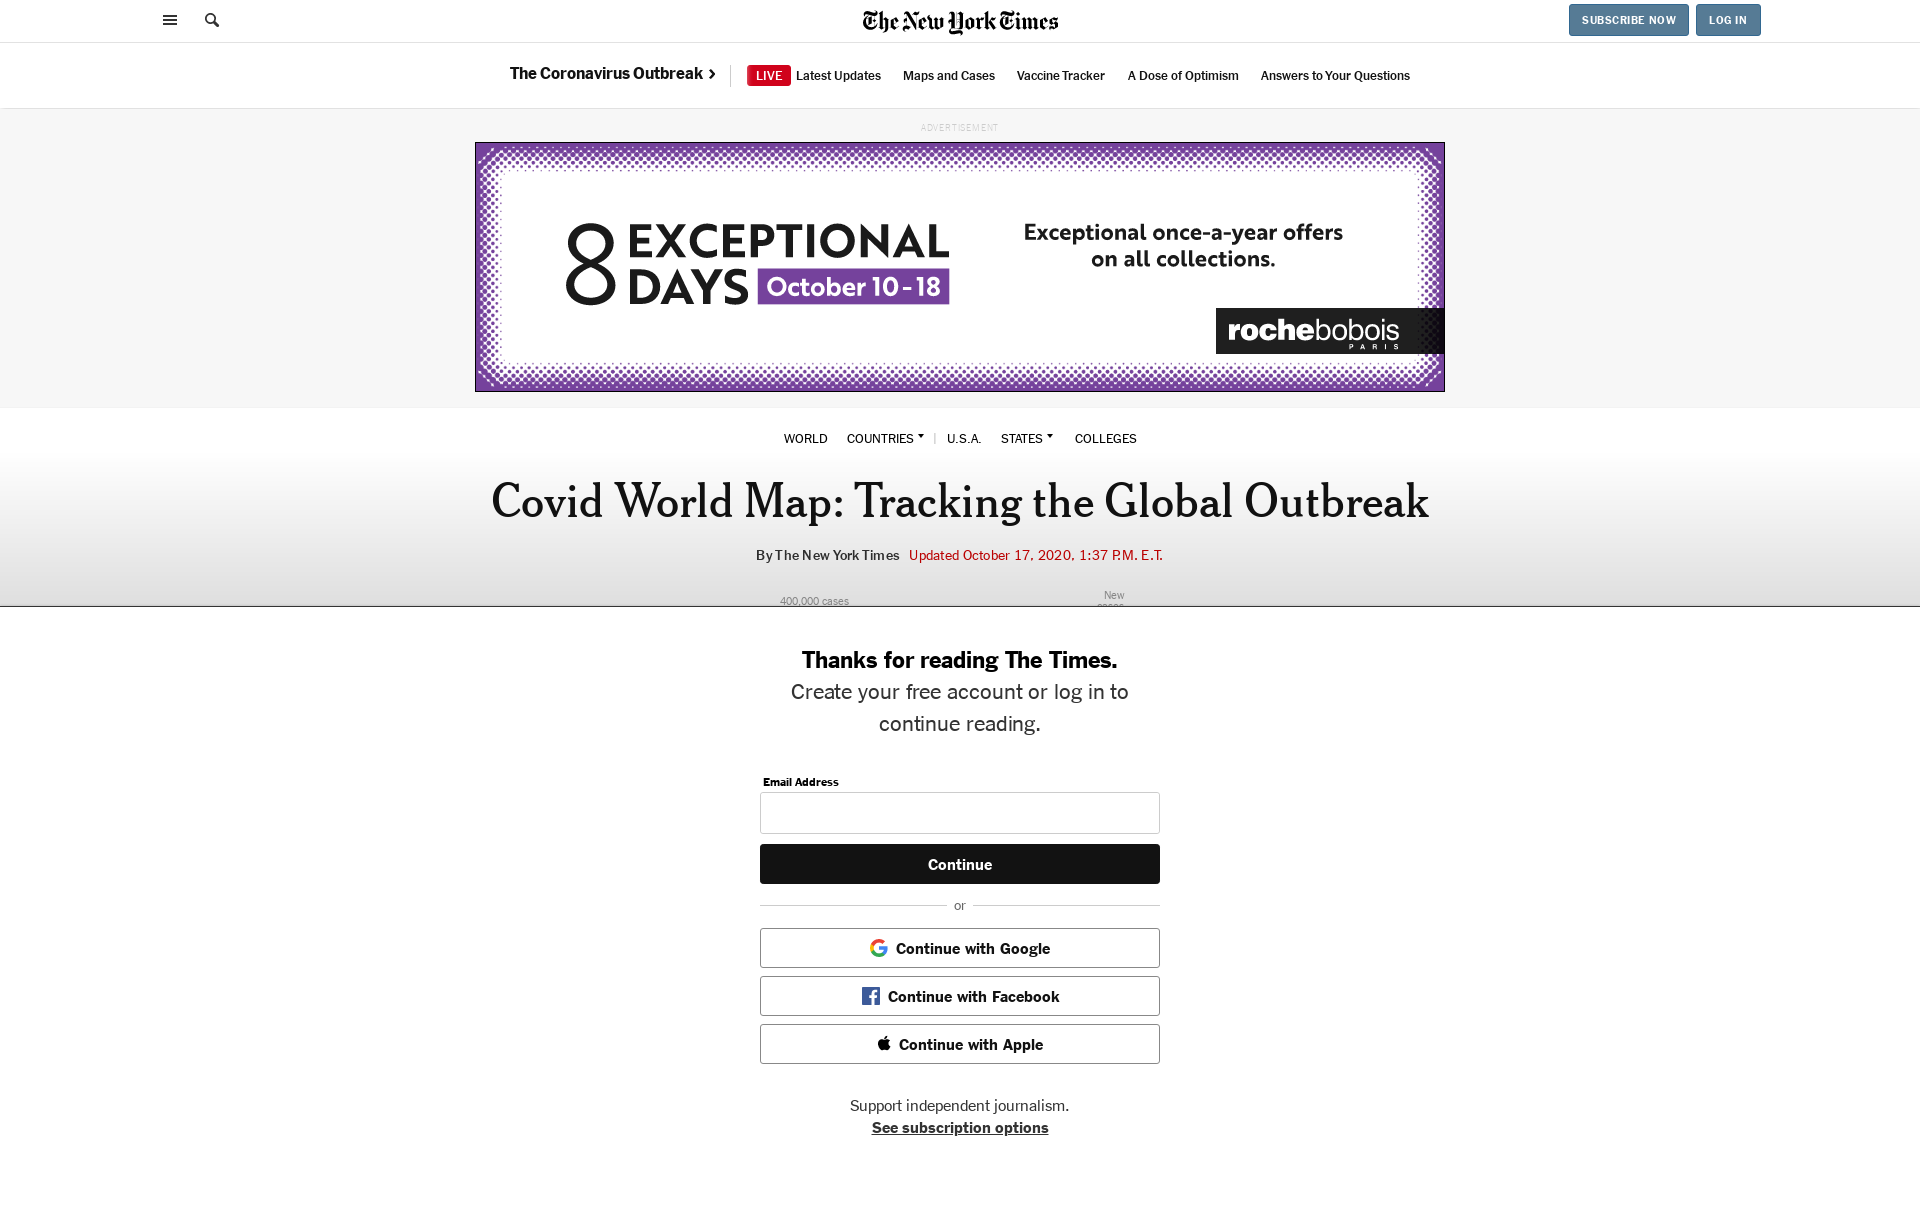 The New York Times
SUBSCRIBE NOW
LOG IN
The Coronavirus Outbreak
LIVE Latest Updates
Maps and Cases
Vaccine Tracker
A Dose of Optimism
Answers to Your Questions
ADVERTISEMENT
8 EXCEPTIONAL
DAYS October 10 - 18
Exceptional once-a-year offers
on all collections.
rochebobois
PARIS
WORLD
COUNTRIES
U.S.A.
STATES
COLLEGES
Covid World Map: Tracking the Global Outbreak
By The New York Times Updated October 17, 2020, 1:37 P.M. E.T.
400,000 cases
New
Thanks for reading The Times.
Create your free account or log in to
continue reading.
Email Address
Continue
or
Continue with Google
Continue with Facebook
Continue with Apple
Support independent journalism.
See subscription options